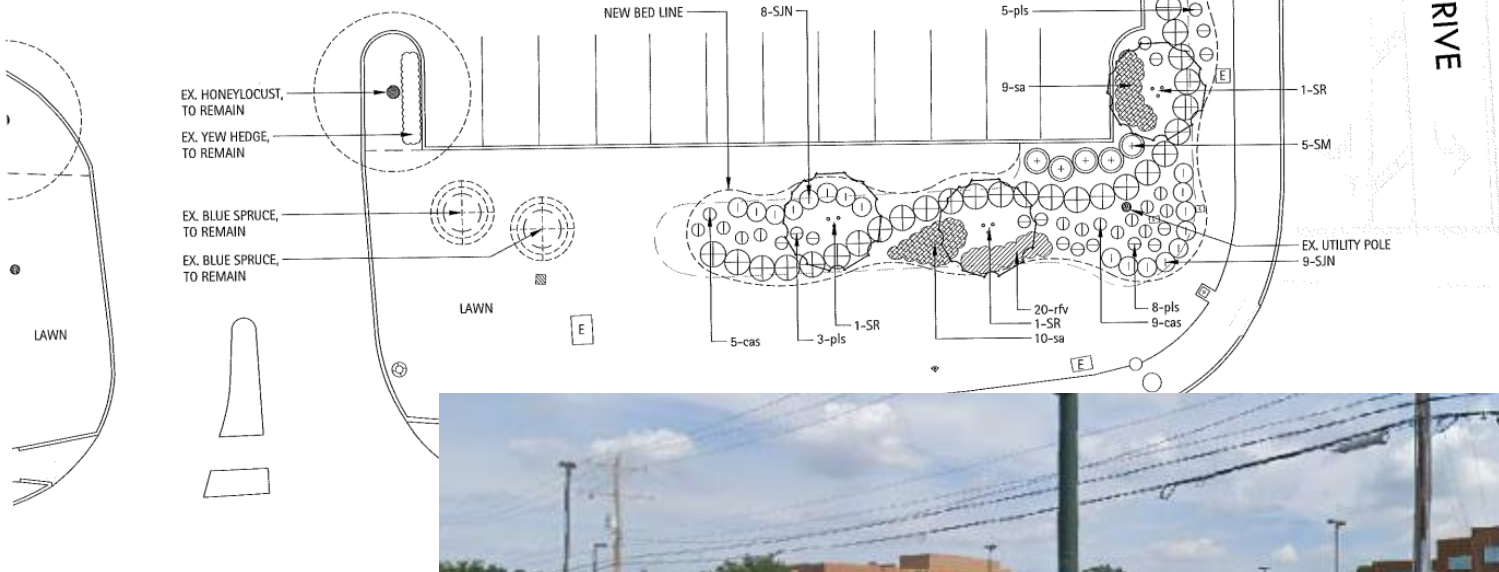 NEW BED LINE
8-SJN
5-pls
RIVE
E
EX. HONEYLOCUST,
TO REMAIN
9-sa
1-SR
EX. YEW HEDGE,
TO REMAIN
5-SM
EX. BLUE SPRUCE,
TO REMAIN
EX. BLUE SPRUCE,
TO REMAIN
EX. UTILITY POLE
9-SJN
LAWN
LAWN
E
5-cas
3-pls
1-SR
20-rfv
1-SR
10-sa
8-pls
9-cas
E